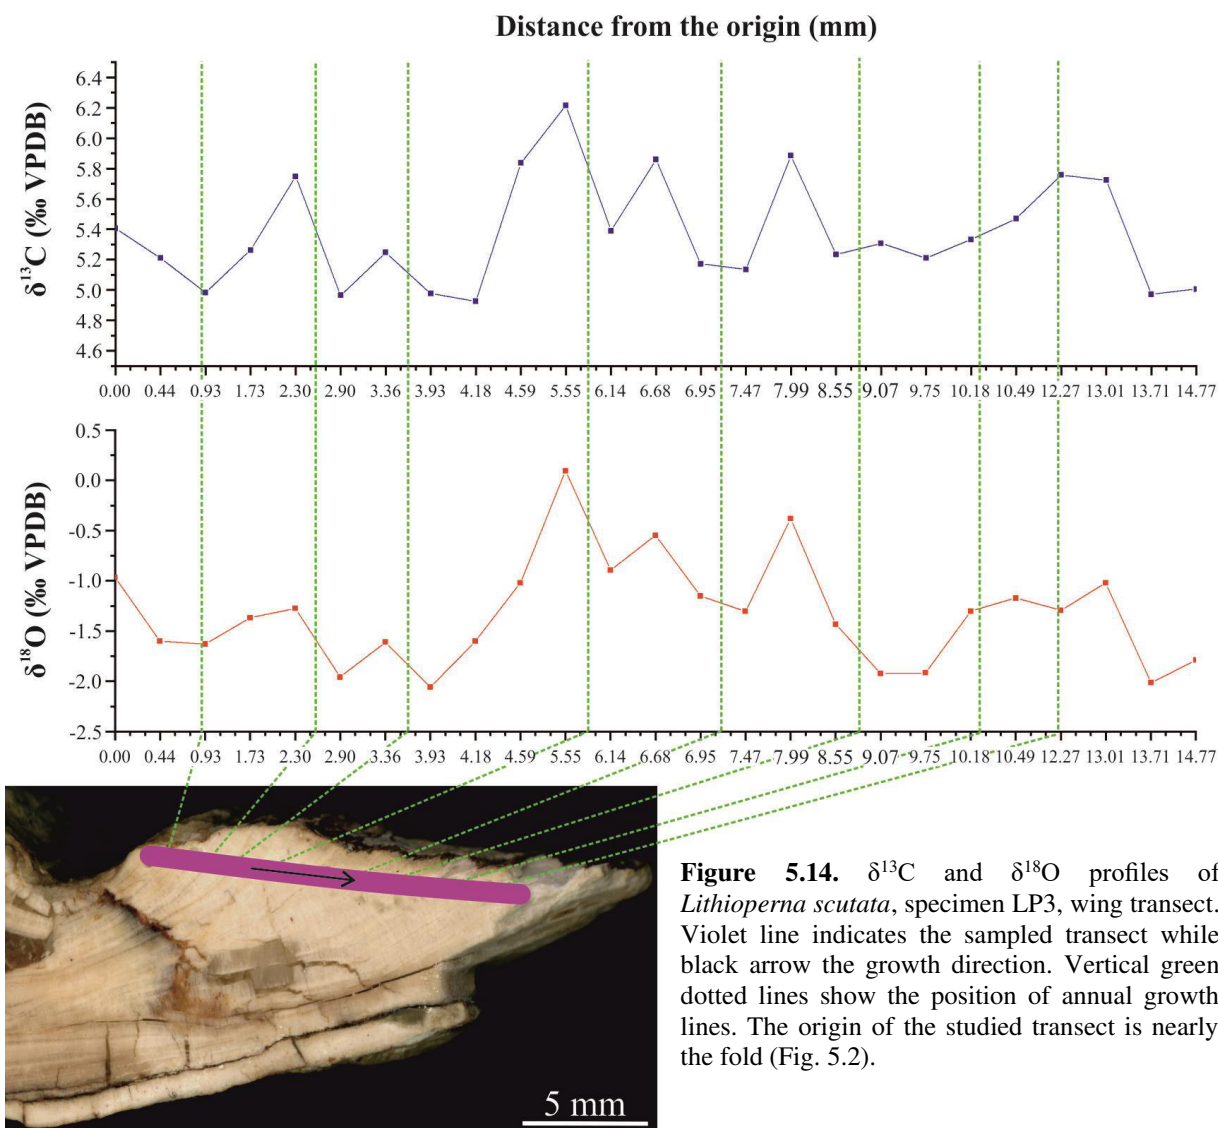 Distance from the origin (mm)
δ13C (‰ VPDB)
6.4
6.2
6.0
5.8
5.6
5.4
5.2
5.0
4.8
4.6
0.00 0.44 0.93 1.73 2.30 2.90 3.36 3.93 4.18 4.59 5.55 6.14 6.68 6.95 7.47 7.99 8.55 9.07 9.75 10.18 10.49 12.27 13.01 13.71 14.77
δ18O (‰ VPDB)
0.5
0.0
-0.5
-1.0
-1.5
-2.0
-2.5
0.00 0.44 0.93 1.73 2.30 2.90 3.36 3.93 4.18 4.59 5.55 6.14 6.68 6.95 7.47 7.99 8.55 9.07 9.75 10.18 10.49 12.27 13.01 13.71 14.77
5 mm
Figure 5.14. δ13C and δ18O profiles of
Lithioperna scutata, specimen LP3, wing transect.
Violet line indicates the sampled transect while
black arrow the growth direction. Vertical green
dotted lines show the position of annual growth
lines. The origin of the studied transect is nearly
the fold (Fig. 5.2).